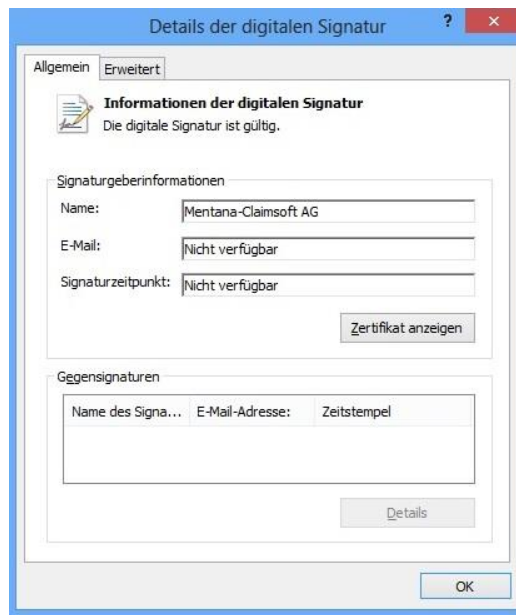 Details der digitalen Signatur
?
Allgemein
Erweitert
Informationen der digitalen Signatur
Die digitale Signatur ist gültig.
Signaturgeberinformationen
Name:
Mentana-Claimsoft AG
E-Mail:
Nicht verfügbar
Signaturzeitpunkt:
Nicht verfügbar
Zertifikat anzeigen
Gegensignaturen
Name des Signa...
E-Mail-Adresse:
Zeitstempel
Details
OK